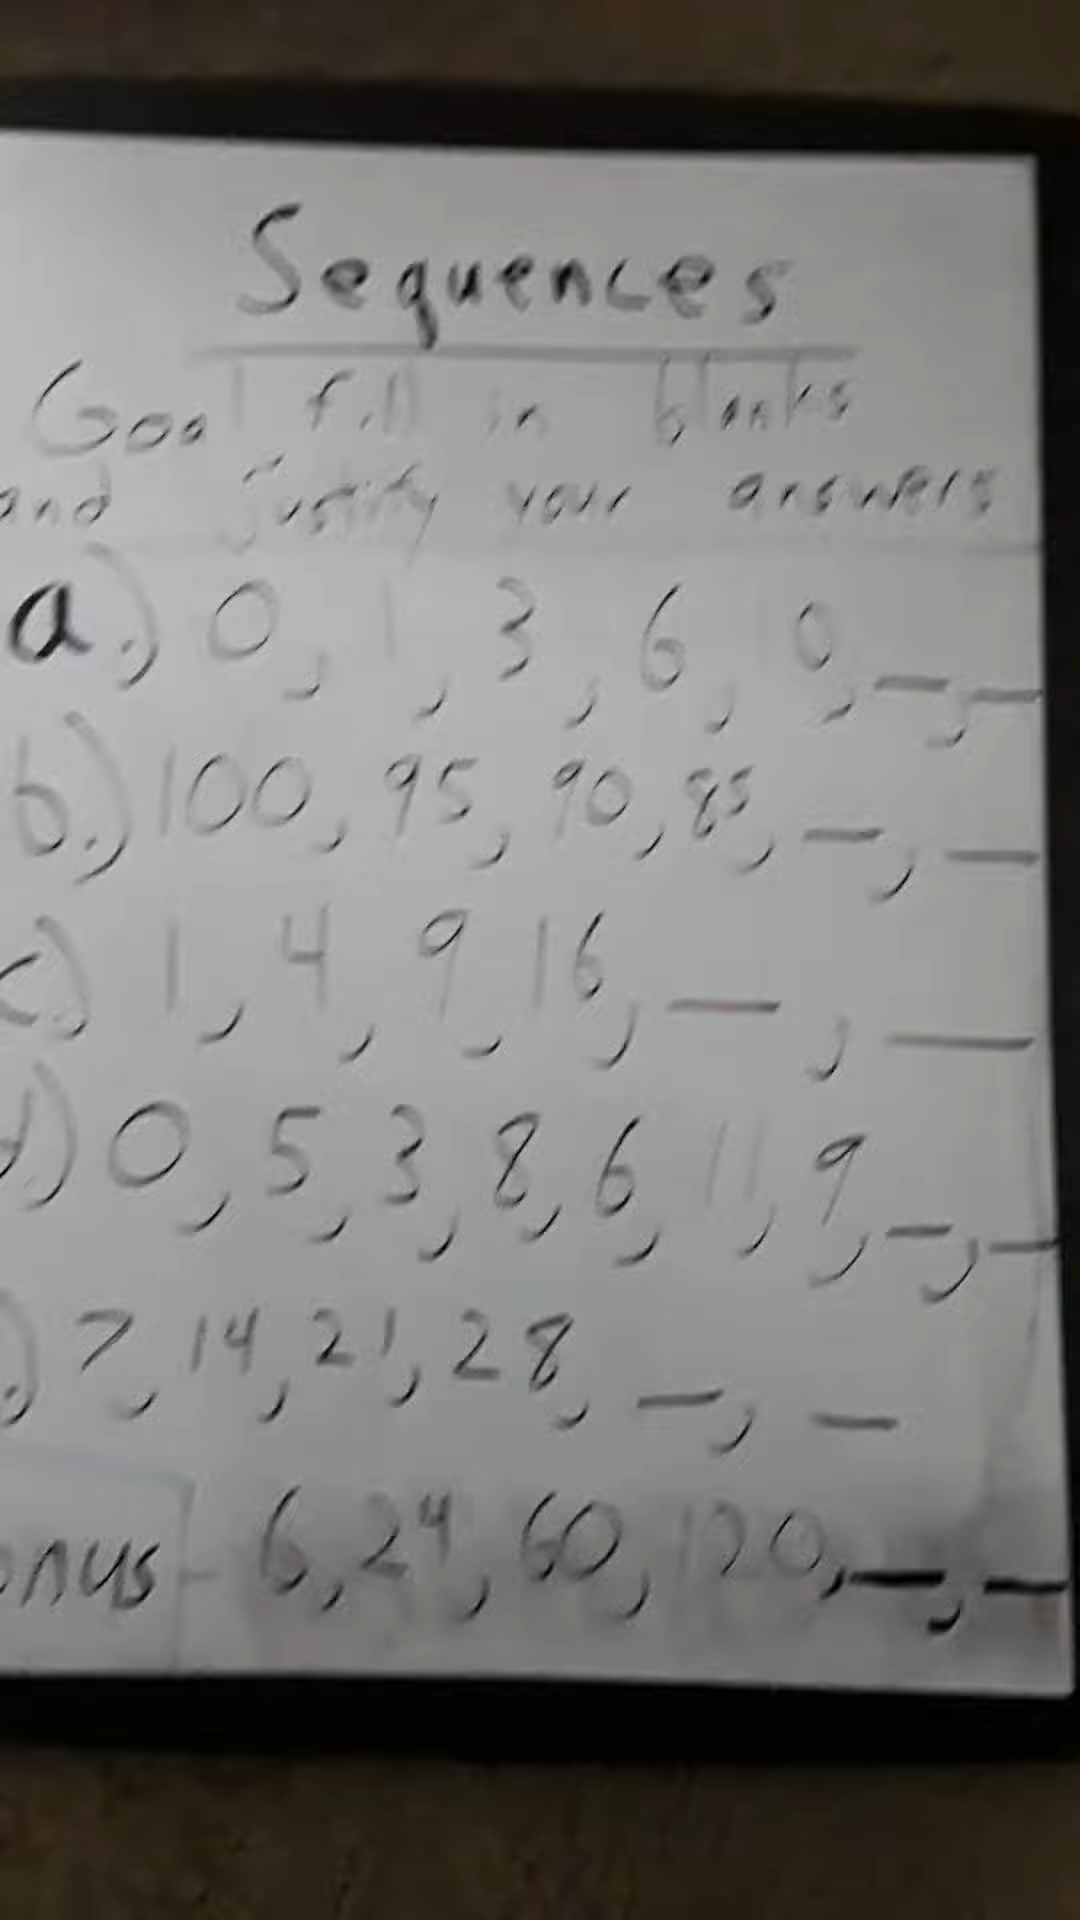 Sequences
Goal fill in blanks
and justify your answers
a.) 0, 1, 3, 6, 10, __, __
b.) 100, 95, 90, 85, __, __
c.) 1, 4, 9, 16, __, __
d.) 0, 5, 3, 8, 6, 11, 9, __, __
.) 7, 14, 21, 28, __, __
onus - 6, 24, 60, 120, __, __